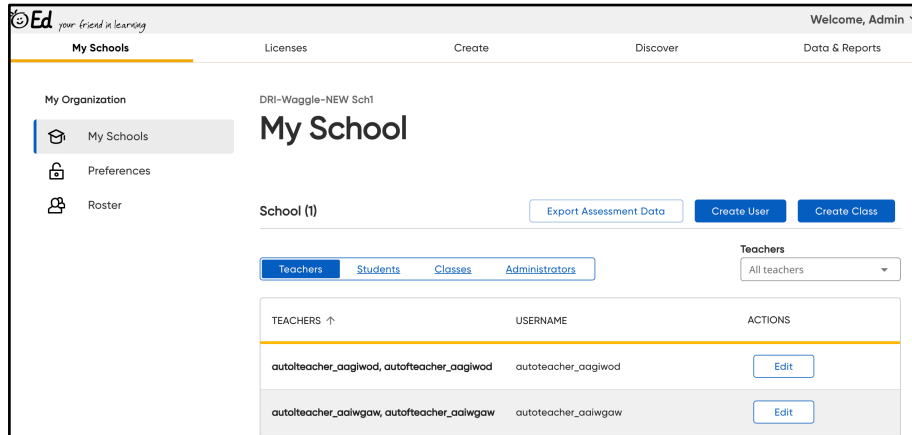 Ed your friend in learning
Welcome, Admin
My Schools Licenses Create Discover Data & Reports
My Organization
My Schools
Preferences
Roster
DRI-Waggle-NEW Sch1
My School
School (1) Export Assessment Data Create User Create Class
Teachers
Teachers Students Classes Administrators All teachers
TEACHERS ↑ USERNAME ACTIONS
autolteacher_aagiwod, autofteacher_aagiwod autoteacher_aagiwod Edit
autolteacher_aaiwgaw, autofteacher_aaiwgaw autoteacher_aaiwgaw Edit